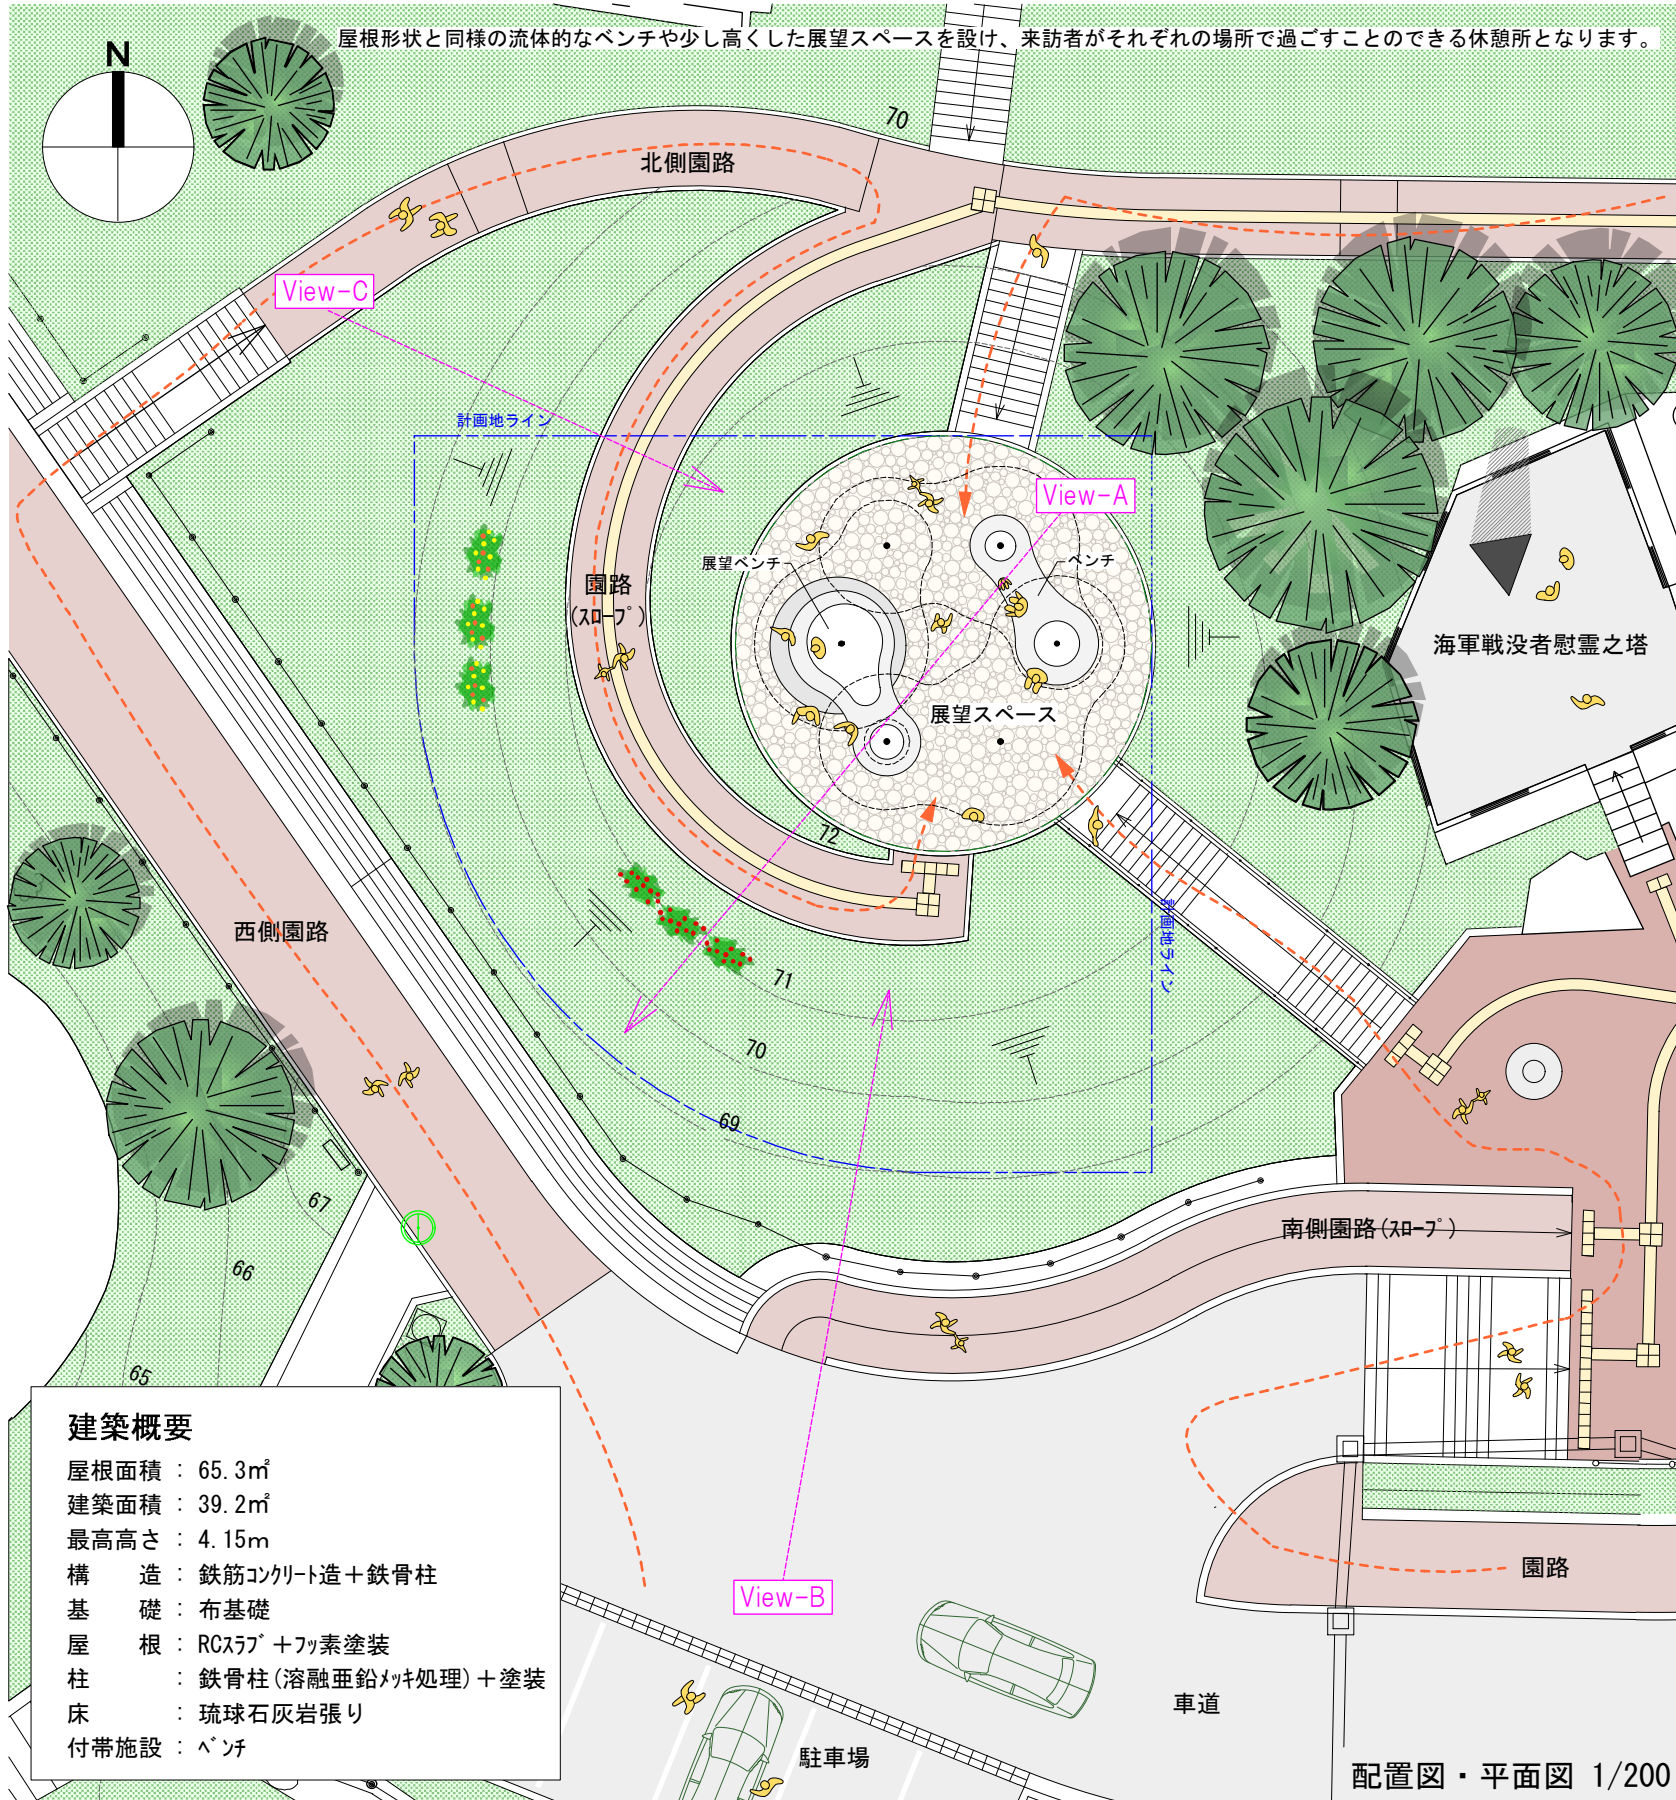 屋根形状と同様の流体的なベンチや少し高くした展望スペースを設け、来訪者がそれぞれの場所で過ごすことのできる休憩所となります。
N
70
北側園路
View-C
計画地ライン
View-A
展望ベンチ
ベンチ
園路
(ｽﾛｰﾌﾟ)
海軍戦没者慰霊之塔
展望スペース
72
計画地ライン
西側園路
71
70
69
67
南側園路(ｽﾛｰﾌﾟ)
66
65
建築概要
屋根面積 : 65.3㎡
建築面積 : 39.2㎡
最高高さ : 4.15m
構　　造 : 鉄筋ｺﾝｸﾘｰﾄ造＋鉄骨柱
基　　礎 : 布基礎
屋　　根 : RCｽﾗﾌﾞ＋ﾌｯ素塗装
柱　　　 : 鉄骨柱(溶融亜鉛ﾒｯｷ処理)＋塗装
床　　　 : 琉球石灰岩張り
付帯施設 : ﾍﾞﾝﾁ
園路
View-B
車道
駐車場
配置図・平面図 1/200